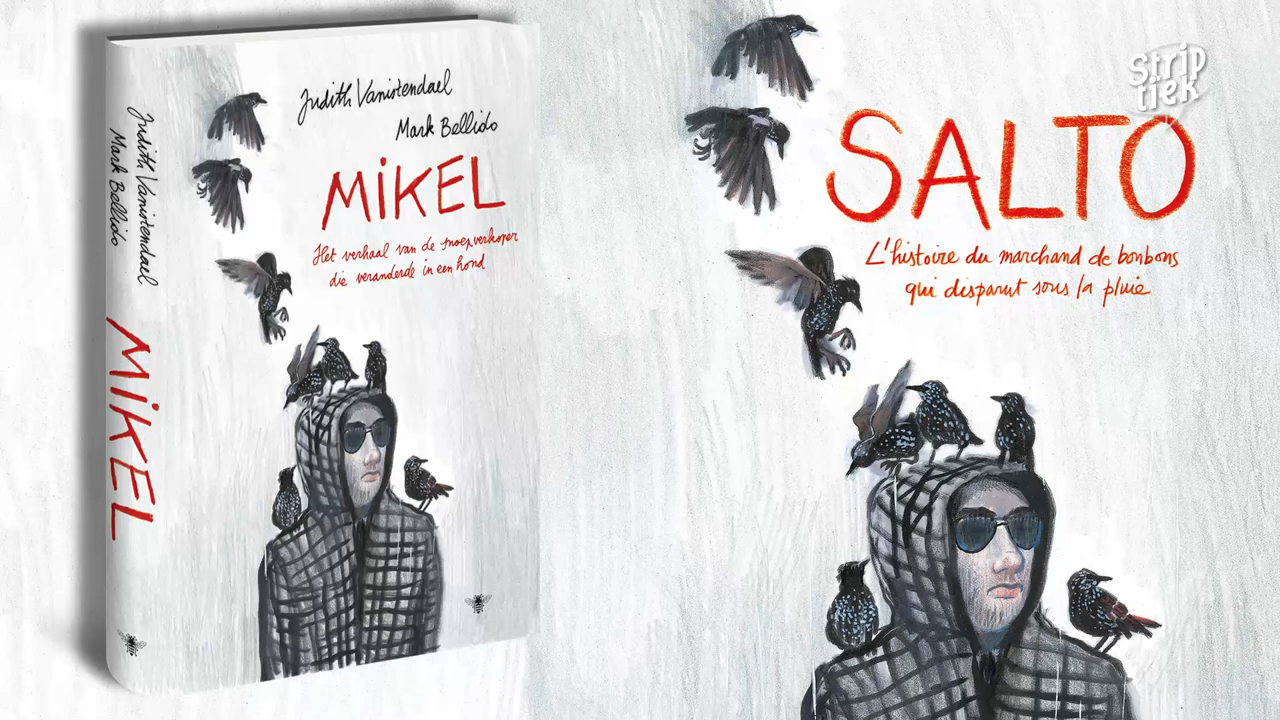 Judith Vanistendael
Mark Bellido
MIKEL
Het verhaal van de snoepverkoper
die veranderde in een hond
Judith Vanistendael
Mark Bellido
MIKEL
Strip
tiek
SALTO
L'histoire du marchand de bonbons
qui disparut sous la pluie